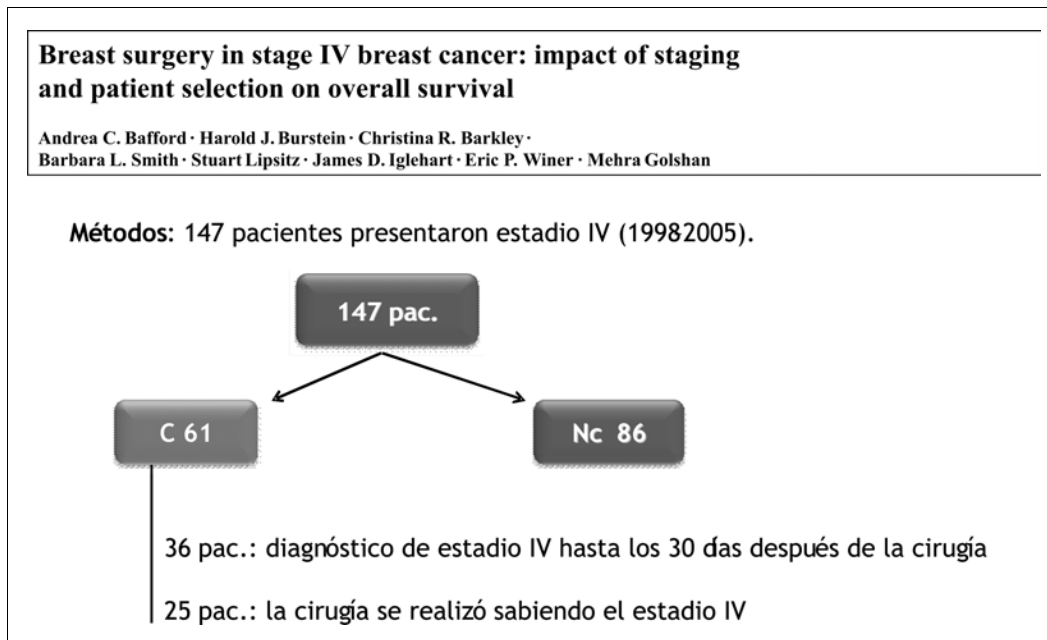 Breast surgery in stage IV breast cancer: impact of staging
and patient selection on overall survival
Andrea C. Bafford · Harold J. Burstein · Christina R. Barkley ·
Barbara L. Smith · Stuart Lipsitz · James D. Iglehart · Eric P. Winer · Mehra Golshan
Métodos: 147 pacientes presentaron estadio IV (19982005).
147 pac.
C 61
Nc 86
36 pac.: diagnóstico de estadio IV hasta los 30 días después de la cirugía
25 pac.: la cirugía se realizó sabiendo el estadio IV